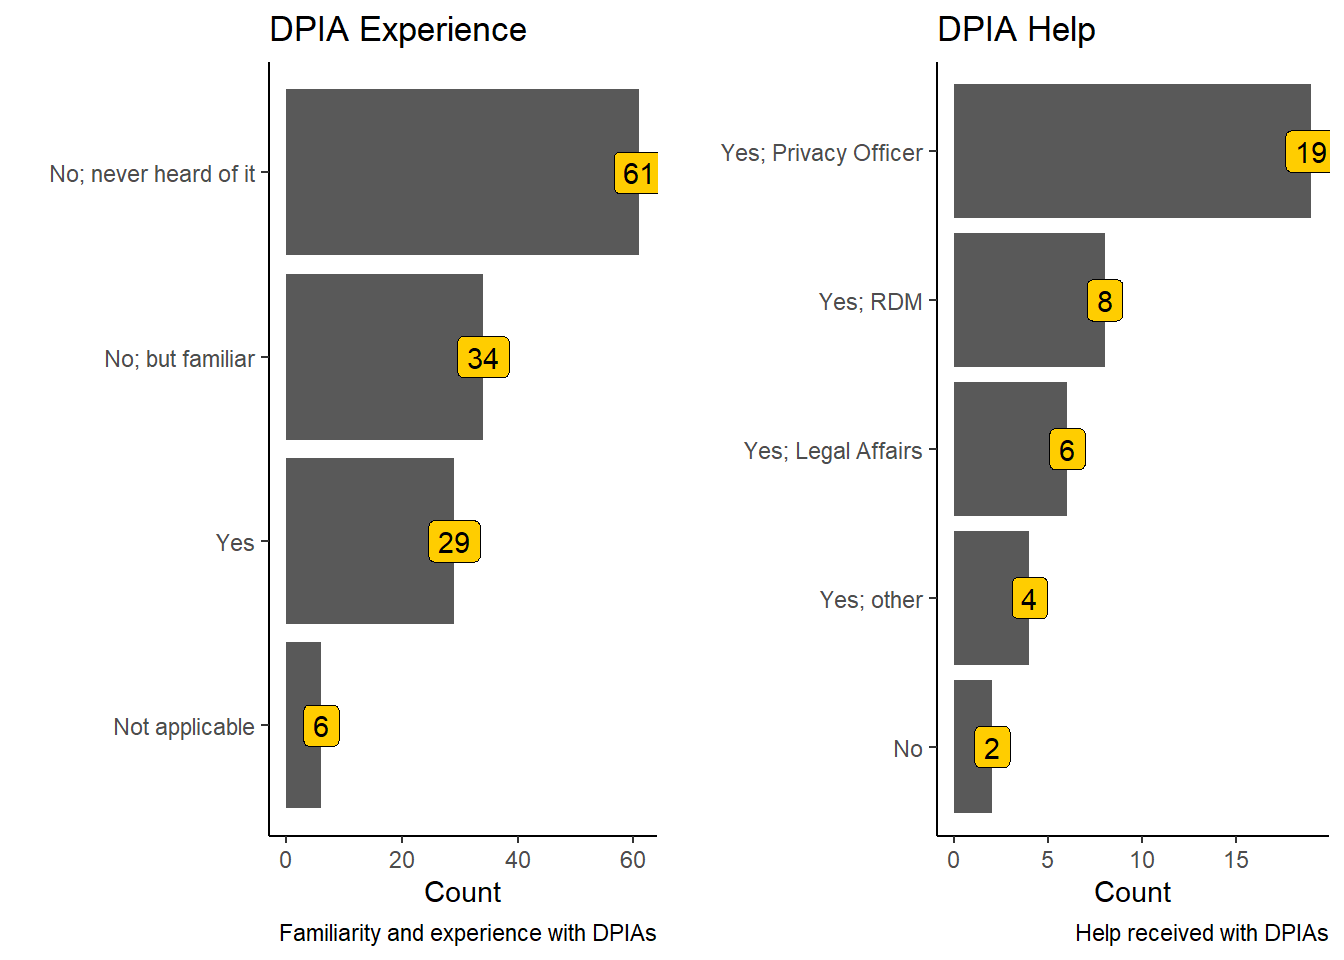 DPIA Experience
No; never heard of it
61
No; but familiar
34
Yes
29
Not applicable
6
0 20 40 60
Count
Familiarity and experience with DPIAs
DPIA Help
Yes; Privacy Officer
19
Yes; RDM
8
Yes; Legal Affairs
6
Yes; other
4
No
2
0 5 10 15
Count
Help received with DPIAs